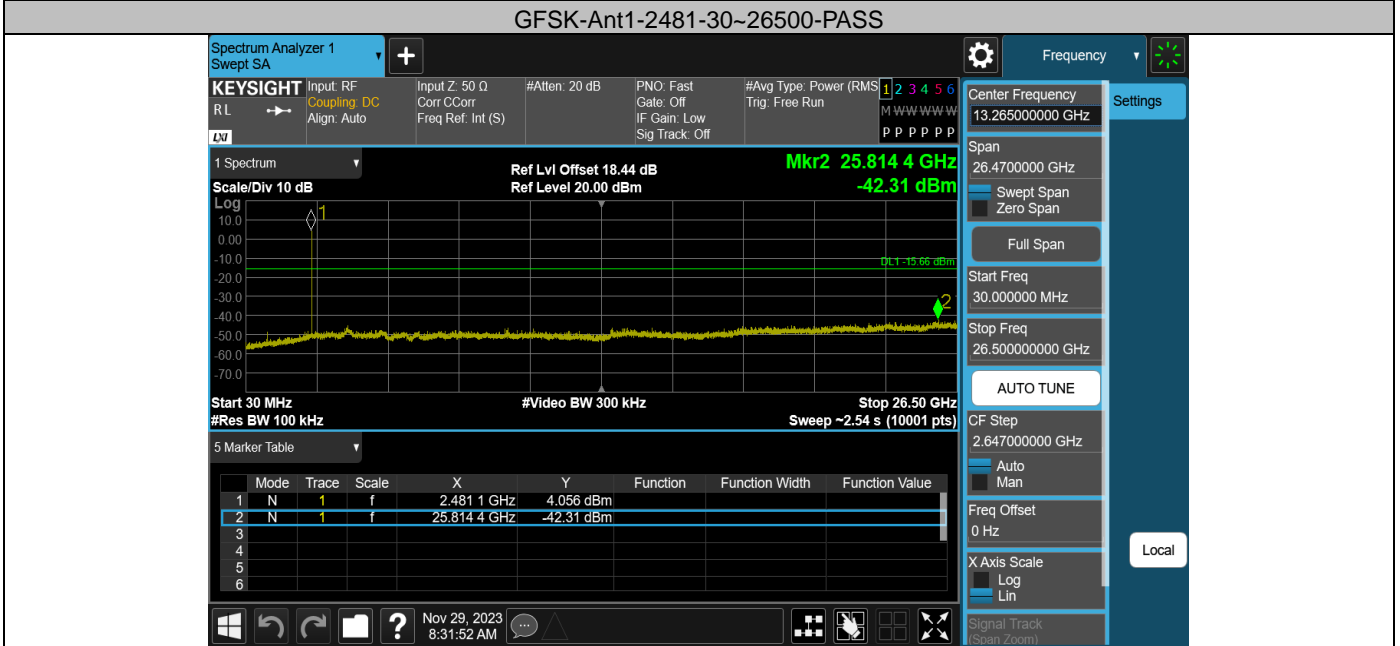 GFSK-Ant1-2481-30~26500-PASS
Spectrum Analyzer 1
Swept SA
+
Frequency
KEYSIGHT
RL
LXI
Input: RF
Coupling: DC
Align: Auto
Input Z: 50 Ω
Corr CCorr
Freq Ref: Int (S)
#Atten: 20 dB
PNO: Fast
Gate: Off
IF Gain: Low
Sig Track: Off
#Avg Type: Power (RMS
Trig: Free Run
1 2 3 4 5 6
M W W W W W
P P P P P P
1 Spectrum
Scale/Div 10 dB
Log
Ref Lvl Offset 18.44 dB
Ref Level 20.00 dBm
Mkr2 25.814 4 GHz
-42.31 dBm
10.0
0.00
-10.0
-20.0
-30.0
-40.0
-50.0
-60.0
-70.0
1
DL1 -15.66 dBm
2
Start 30 MHz
#Res BW 100 kHz
#Video BW 300 kHz
Stop 26.50 GHz
Sweep ~2.54 s (10001 pts)
5 Marker Table
Mode Trace Scale X Y Function Function Width Function Value
1 N 1 f 2.481 1 GHz 4.056 dBm
2 N 1 f 25.814 4 GHz -42.31 dBm
3
4
5
6
?
Nov 29, 2023
8:31:52 AM
Center Frequency
13.265000000 GHz
Span
26.4700000 GHz
Swept Span
Zero Span
Full Span
Start Freq
30.000000 MHz
Stop Freq
26.500000000 GHz
AUTO TUNE
CF Step
2.647000000 GHz
Auto
Man
Freq Offset
0 Hz
X Axis Scale
Log
Lin
Signal Track
(Span Zoom)
Settings
Local